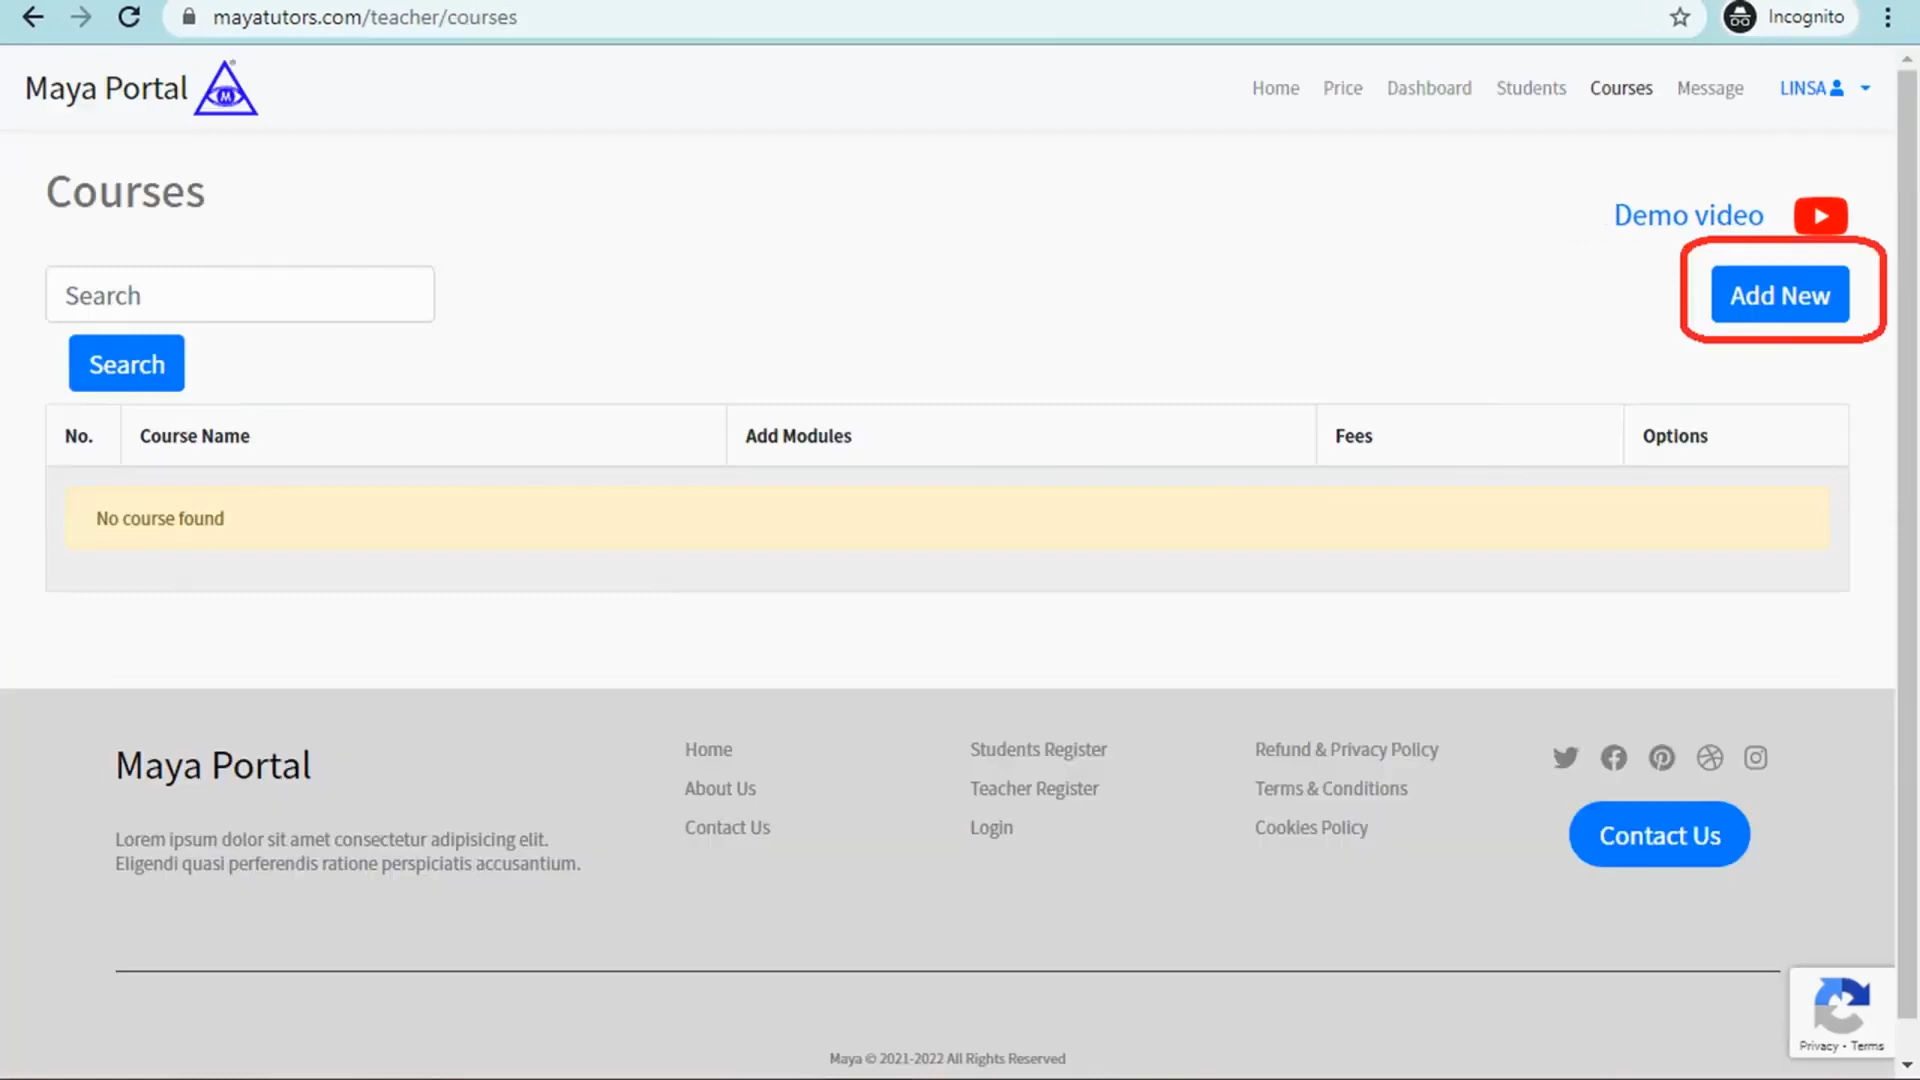 mayatutors.com/teacher/courses
Incognito
Maya Portal
M
Home Price Dashboard Students Courses Message LINSA
Courses
Demo video
Search
Add New
Search
No. Course Name Add Modules Fees Options
No course found
Maya Portal
Lorem ipsum dolor sit amet consectetur adipisicing elit.
Eligendi quasi perferendis ratione perspiciatis accusantium.
Home
About Us
Contact Us
Students Register
Teacher Register
Login
Refund & Privacy Policy
Terms & Conditions
Cookies Policy
Contact Us
Privacy - Terms
Maya © 2021-2022 All Rights Reserved